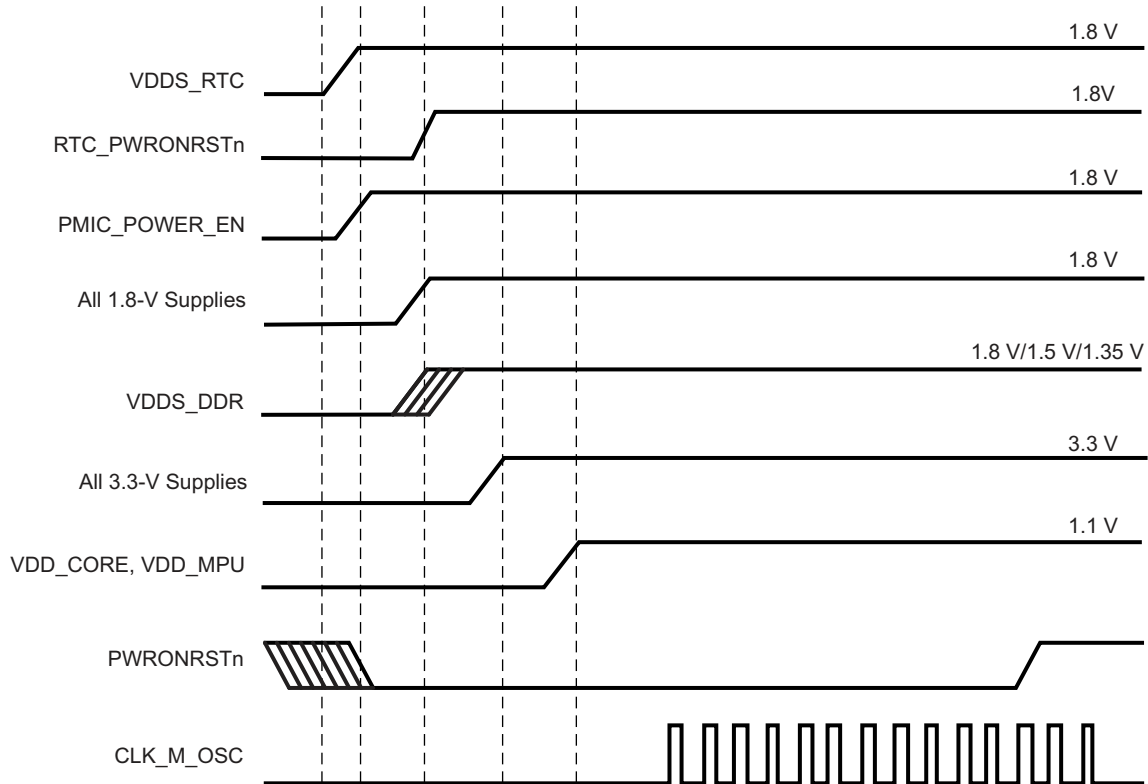 1.8 V
VDDS_RTC
1.8V
RTC_PWRONRSTn
1.8 V
PMIC_POWER_EN
1.8 V
All 1.8-V Supplies
1.8 V/1.5 V/1.35 V
VDDS_DDR
3.3 V
All 3.3-V Supplies
1.1 V
VDD_CORE, VDD_MPU
PWRONRSTn
CLK_M_OSC